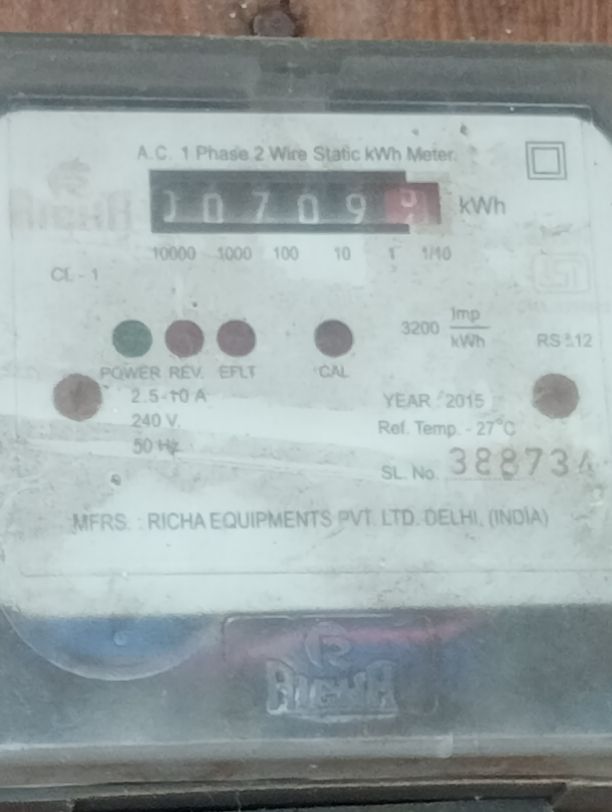 A.C. 1 Phase 2 Wire Static kWh Meter.
00709 kWh
10000 1000 100 10 1 1/10
CL - 1
3200 Imp/kWh
POWER REV. EFLT CAL
2.5-10 A
240 V.
50 Hz
YEAR 2015
Ref. Temp. - 27°C
SL. No.
MFRS. : RICHA EQUIPMENTS PVT. LTD. DELHI, (INDIA)
RICHA